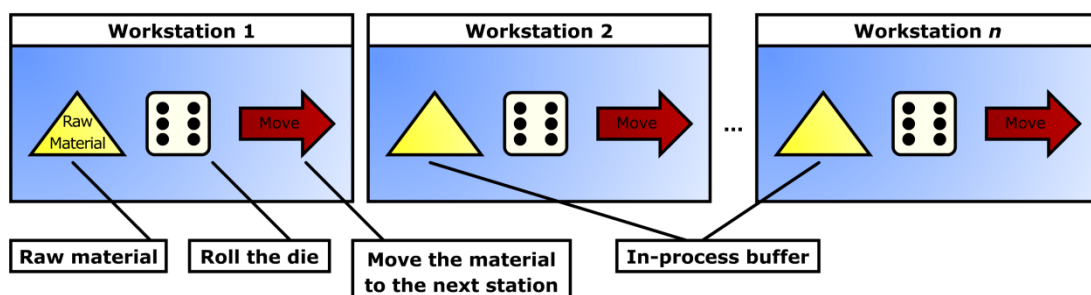 Workstation 1
Workstation 2
Workstation n
Raw
Material
Move
Move
...
Move
Raw material
Roll the die
Move the material
to the next station
In-process buffer